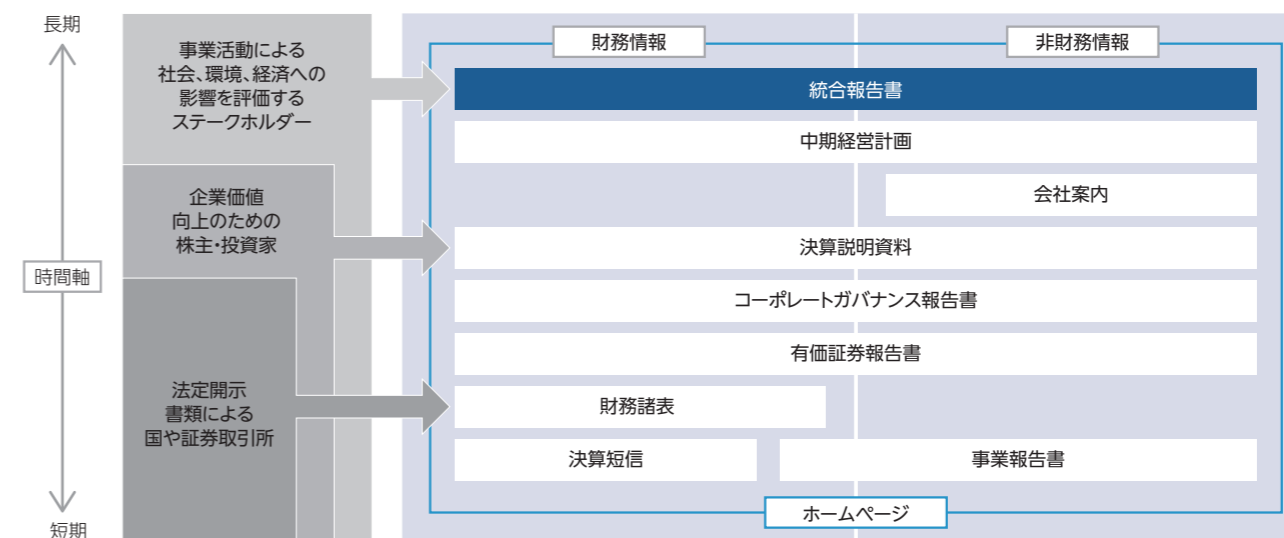 長期
時間軸
短期
事業活動による
社会、環境、経済への
影響を評価する
ステークホルダー
企業価値
向上のための
株主・投資家
法定開示
書類による
国や証券取引所
財務情報
非財務情報
統合報告書
中期経営計画
会社案内
決算説明資料
コーポレートガバナンス報告書
有価証券報告書
財務諸表
決算短信
事業報告書
ホームページ